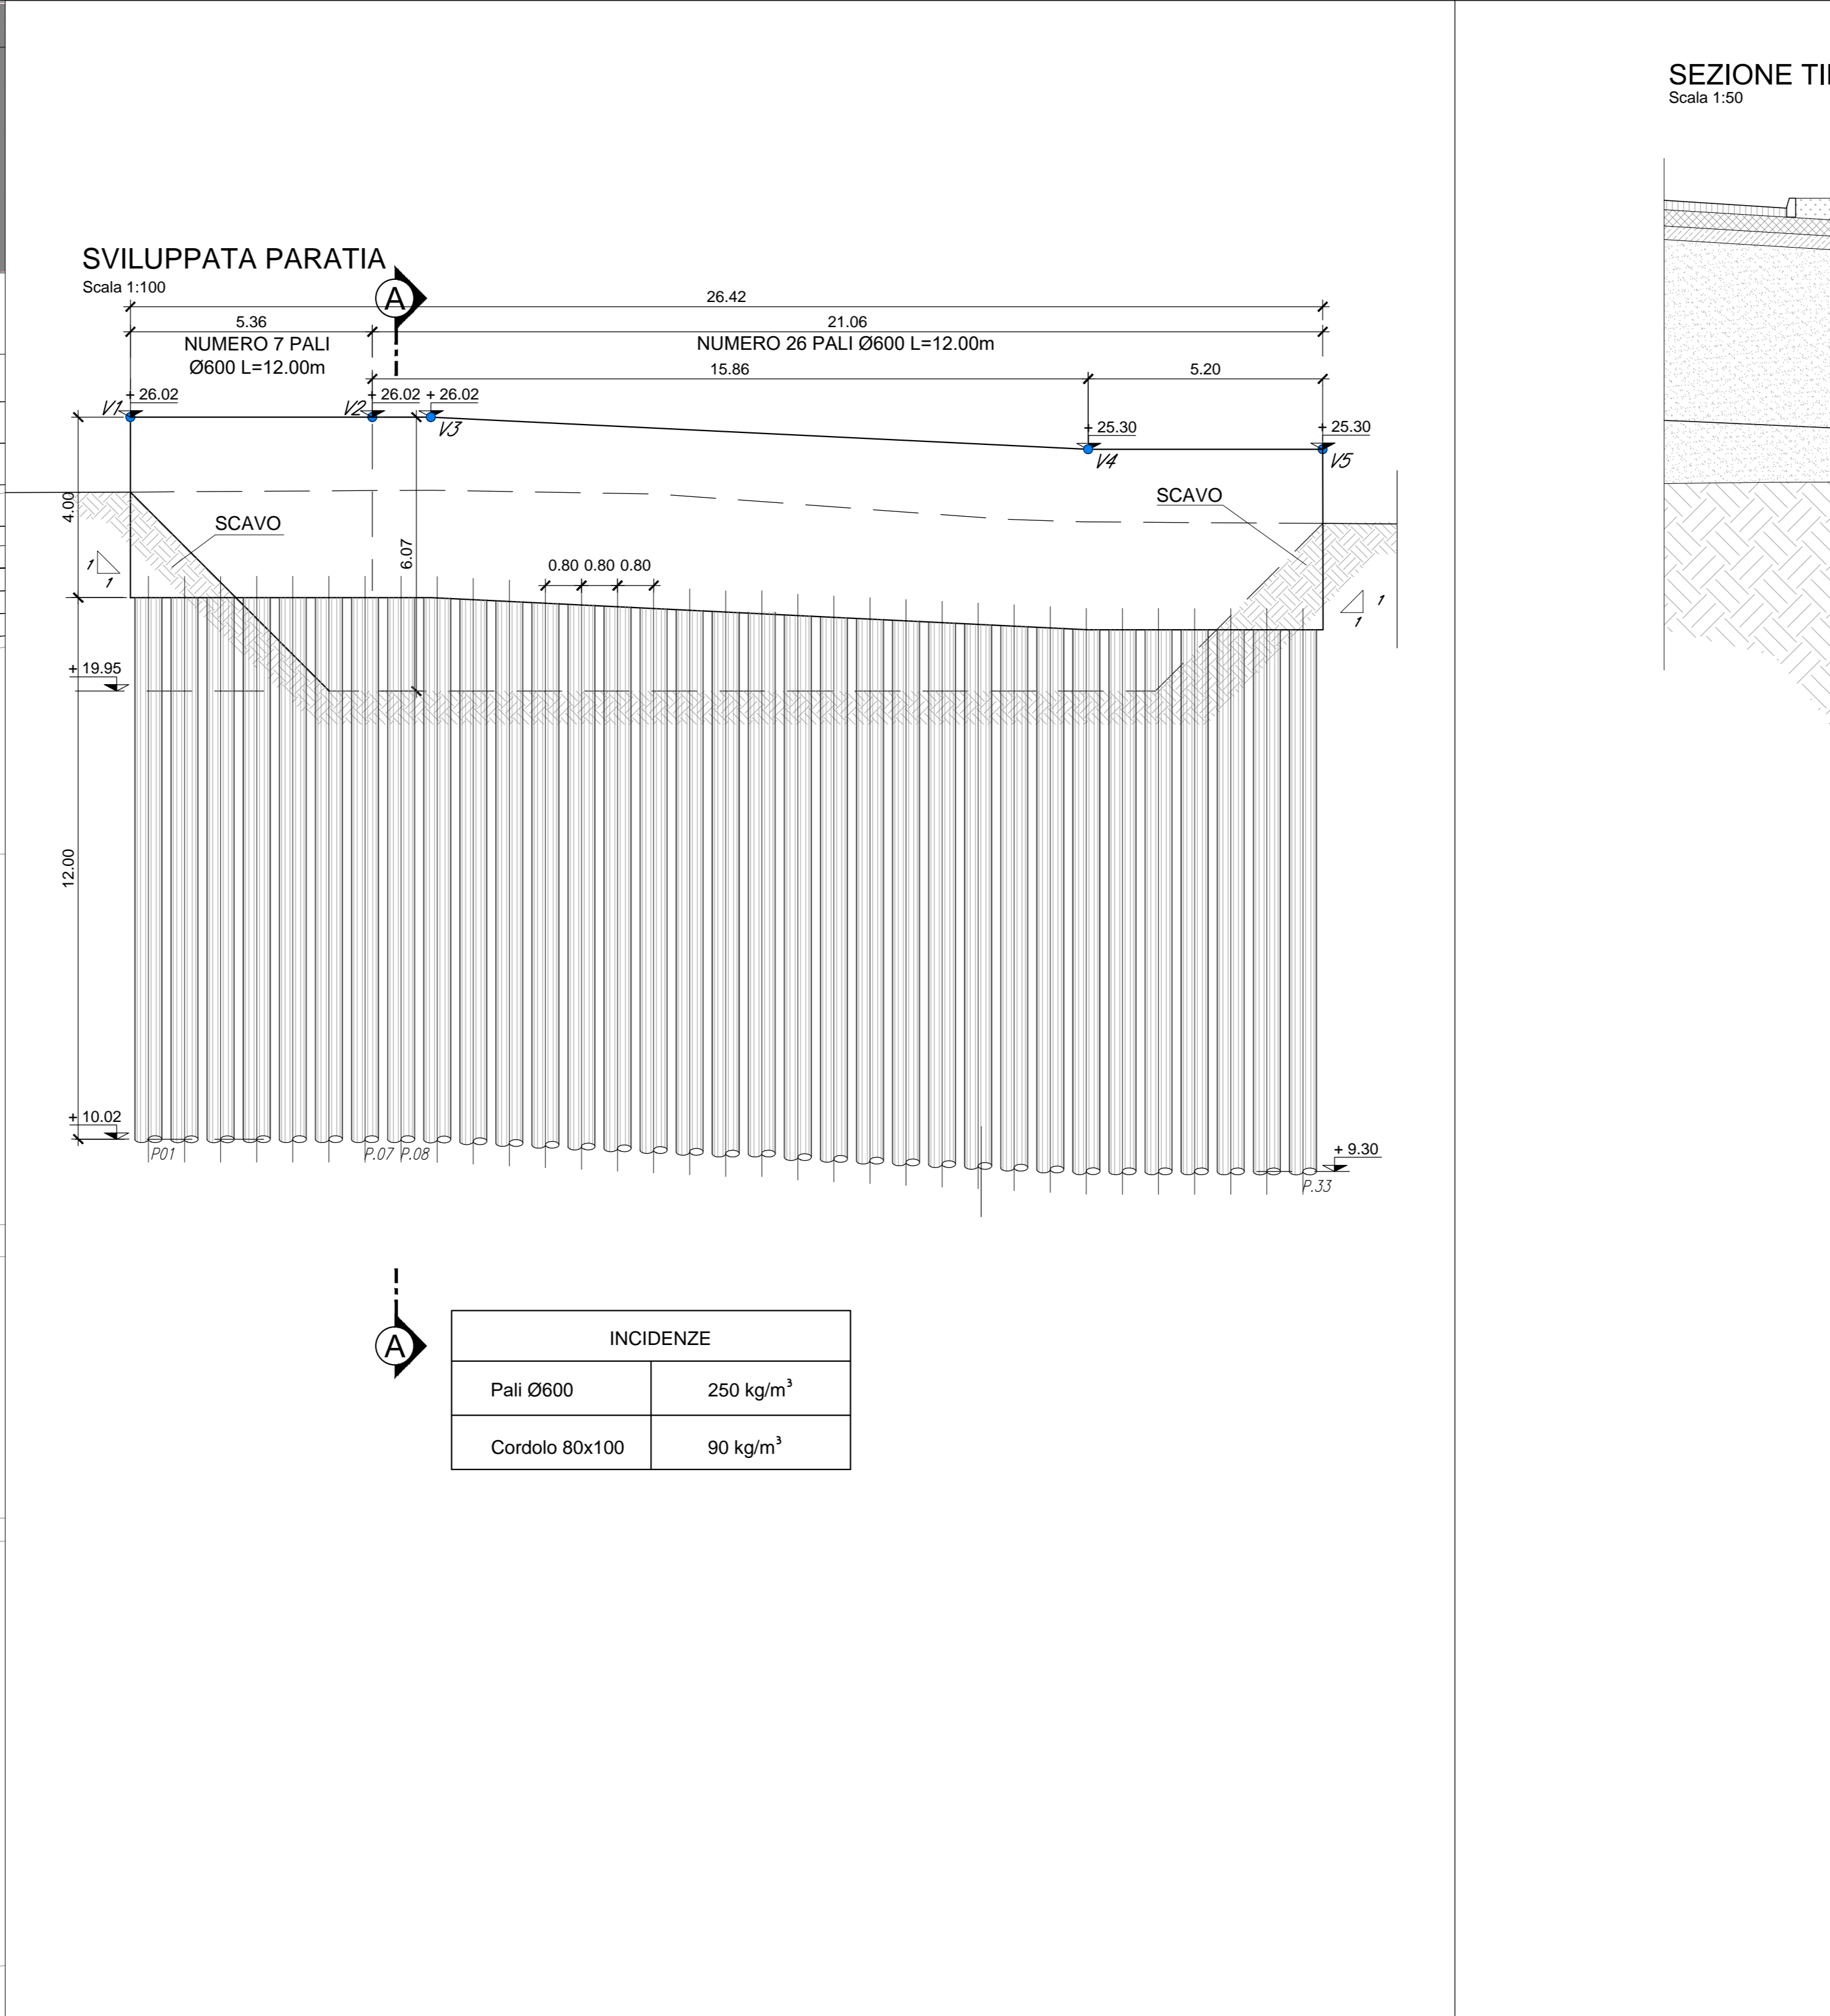 SEZIONE
Scala 1:50
SVILUPPATA PARATIA
Scala 1:100
A
26.42
5.36
21.06
NUMERO 7 PALI
Ø600 L=12.00m
NUMERO 26 PALI Ø600 L=12.00m
15.86
5.20
+ 26.02
+ 26.02
+ 26.02
V1
V2
V3
+ 25.30
+ 25.30
V4
V5
4.00
SCAVO
SCAVO
6.07
1
1
0.80 0.80 0.80
1
1
+ 19.95
12.00
+ 10.02
P01
P.07
P.08
+ 9.30
P.33
A
INCIDENZE
Pali Ø600
250 kg/m³
Cordolo 80x100
90 kg/m³